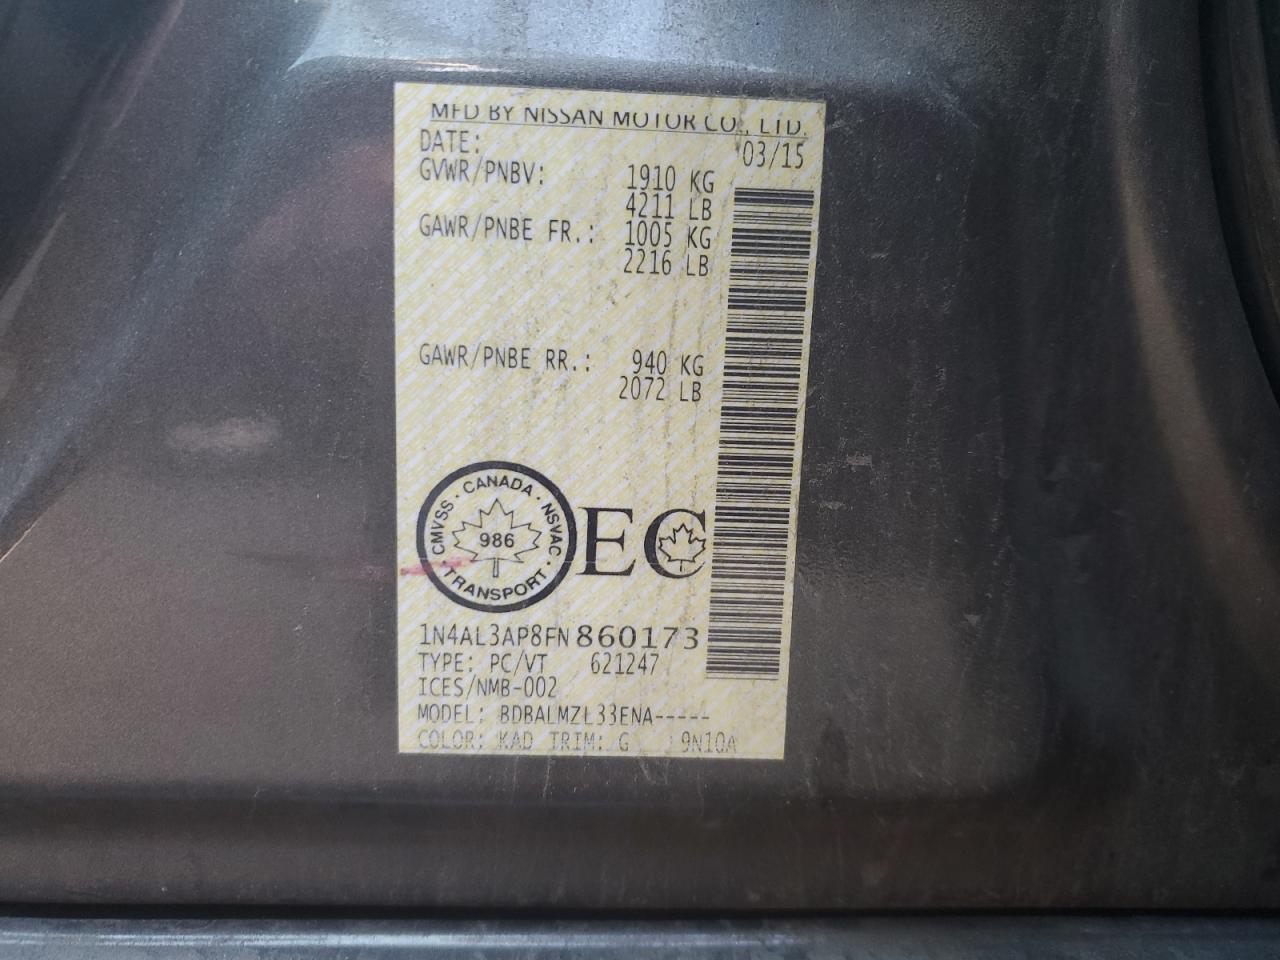 MFD BY NISSAN MOTOR CO., LTD.
DATE: 03/15
GVWR/PNBV: 1910 KG
4211 LB
GAWR/PNBE FR.: 1005 KG
2216 LB
GAWR/PNBE RR.: 940 KG
2072 LB
CMVSS · CANADA · NSVAC · TRANSPORT ·
986
EC
1N4AL3AP8FN860173
TYPE: PC/VT 621247
ICES/NMB-002
MODEL: BDBALMZL33ENA-----
COLOR: KAD TRIM: G 9N10A